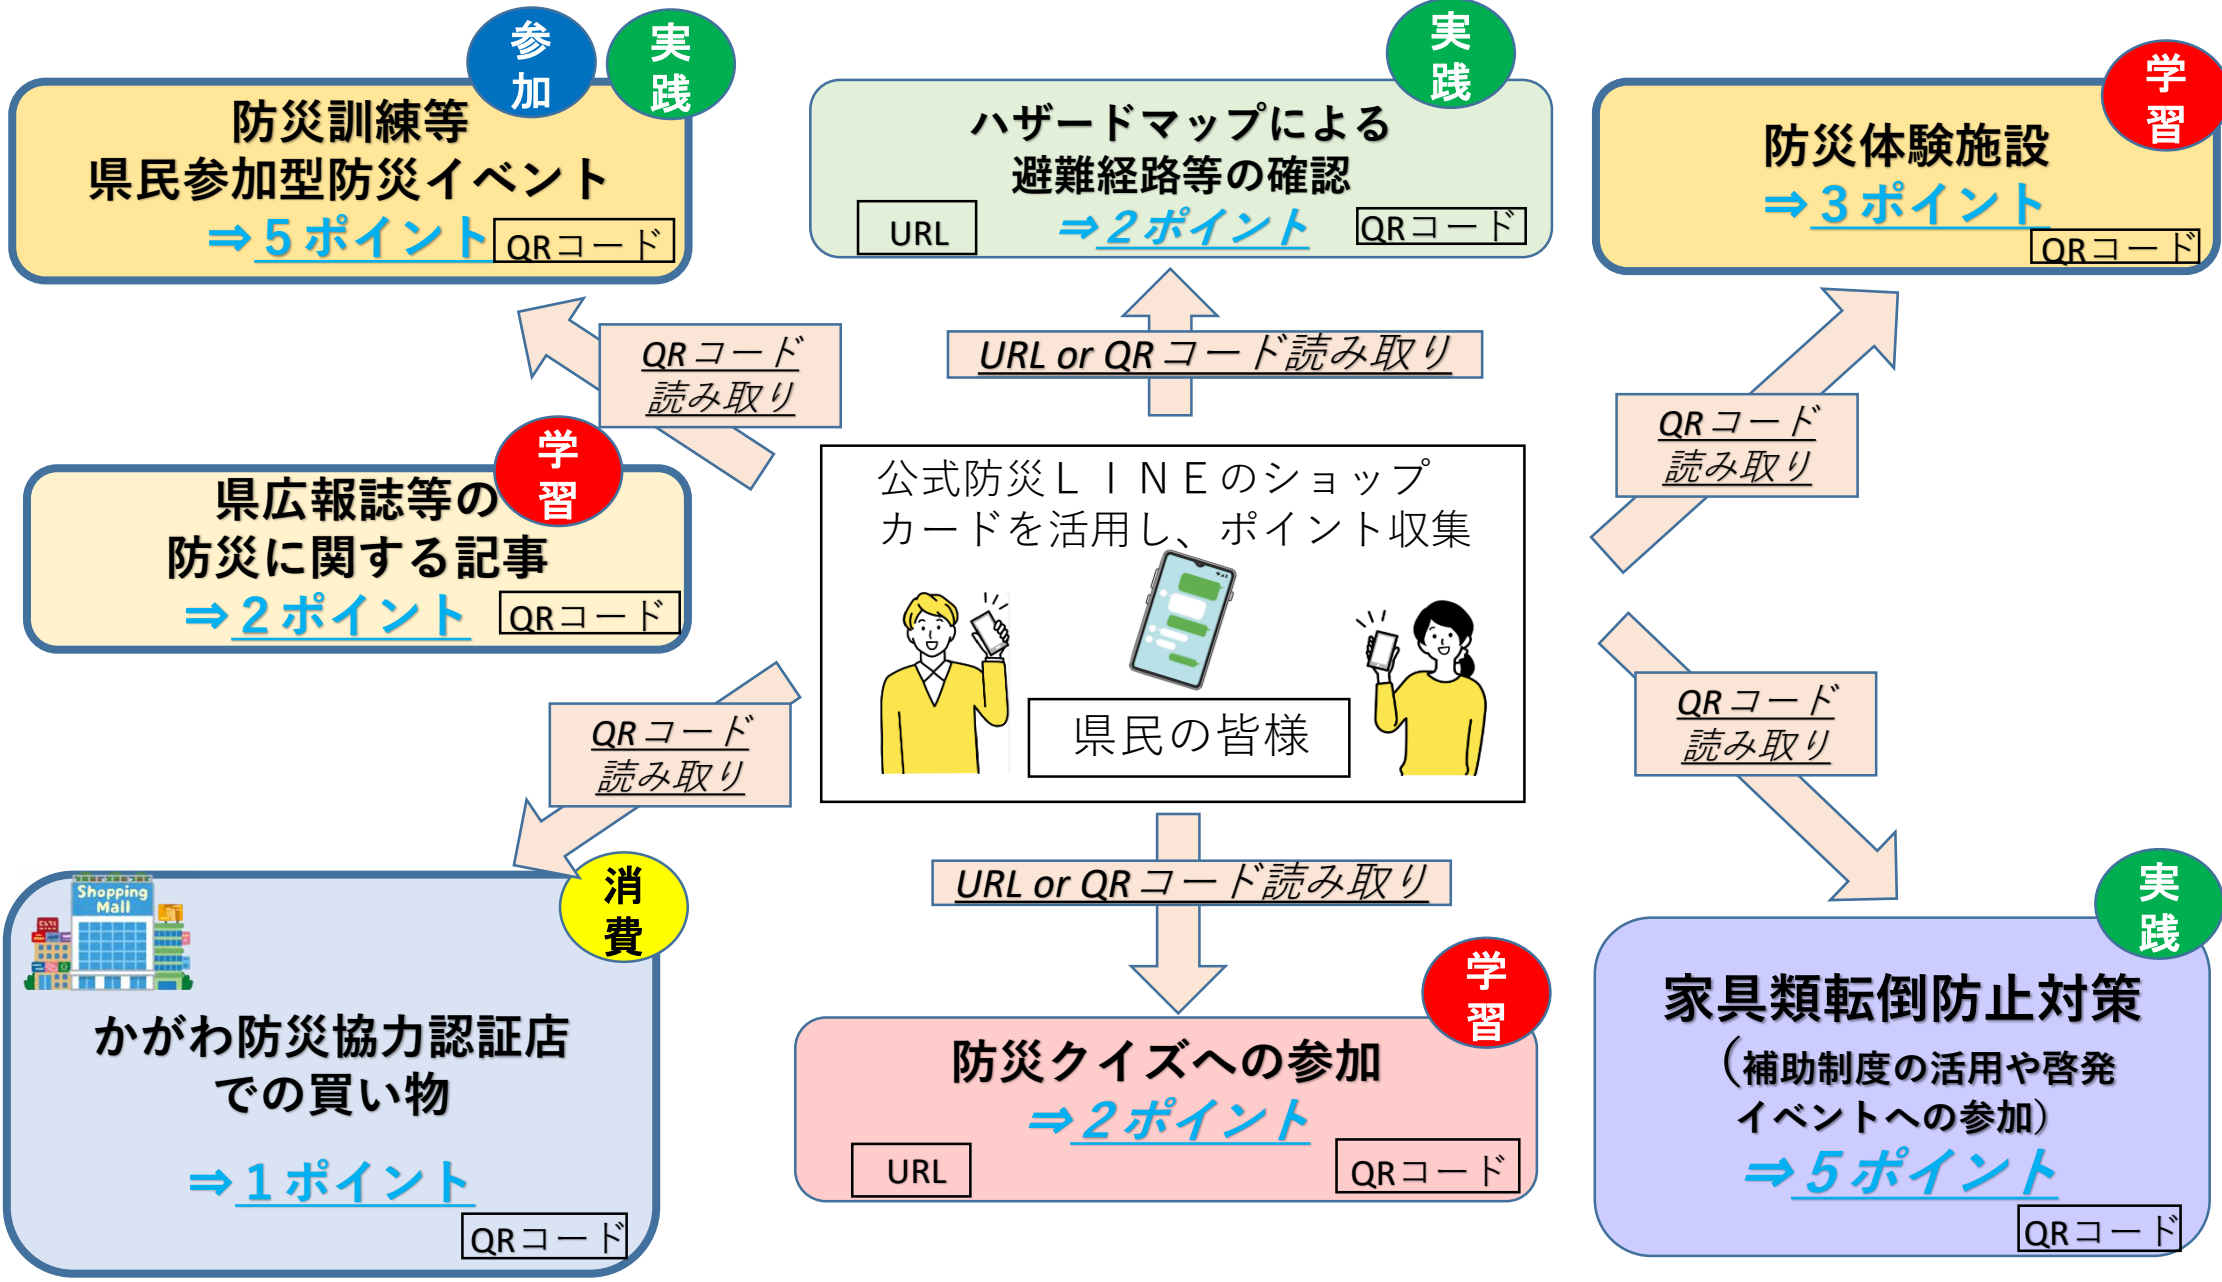 参
加
実
践
防災訓練等
県民参加型防災イベント
⇒5ポイント
QRコード
実
践
ハザードマップによる
避難経路等の確認
⇒2ポイント
URL
QRコード
学
習
防災体験施設
⇒3ポイント
QRコード
QRコード
読み取り
URL or QRコード読み取り
QRコード
読み取り
学
習
県広報誌等の
防災に関する記事
⇒2ポイント
QRコード
公式防災ＬＩＮＥのショップ
カードを活用し、ポイント収集
県民の皆様
QRコード
読み取り
QRコード
読み取り
URL or QRコード読み取り
消
費
Shopping
Mall
かがわ防災協力認証店
での買い物
⇒1ポイント
QRコード
学
習
防災クイズへの参加
⇒2ポイント
URL
QRコード
実
践
家具類転倒防止対策
（補助制度の活用や啓発
イベントへの参加）
⇒5ポイント
QRコード